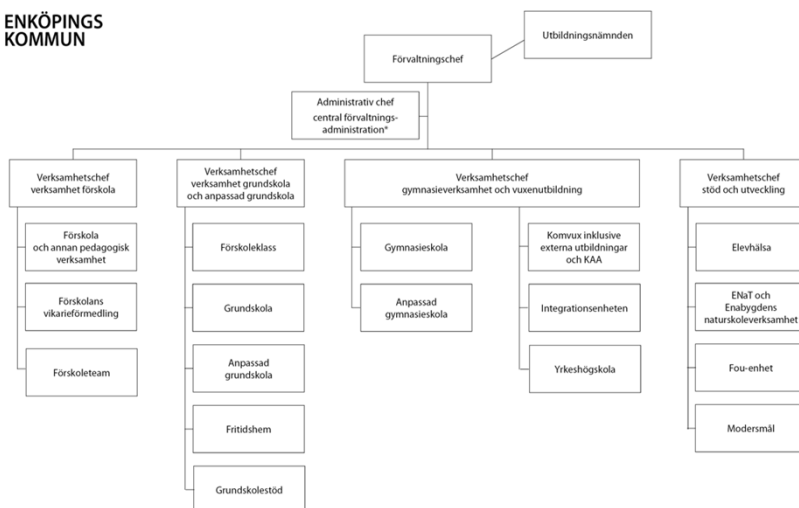 ENKÖPINGS
KOMMUN
Utbildningsnämnden
Förvaltningschef
Administrativ chef
central förvaltnings-
administration*
Verksamhetschef
verksamhet förskola
Verksamhetschef
verksamhet grundskola
och anpassad grundskola
Verksamhetschef
gymnasieverksamhet och vuxenutbildning
Verksamhetschef
stöd och utveckling
Förskola
och annan pedagogisk
verksamhet
Förskolans
vikarieförmedling
Förskoleteam
Förskoleklass
Grundskola
Anpassad
grundskola
Fritidshem
Grundskolestöd
Gymnasieskola
Anpassad
gymnasieskola
Komvux inklusive
externa utbildningar
och KAA
Integrationsenheten
Yrkeshögskola
Elevhälsa
ENaT och
Enabygdens
naturskoleverksamhet
Fou-enhet
Modersmål